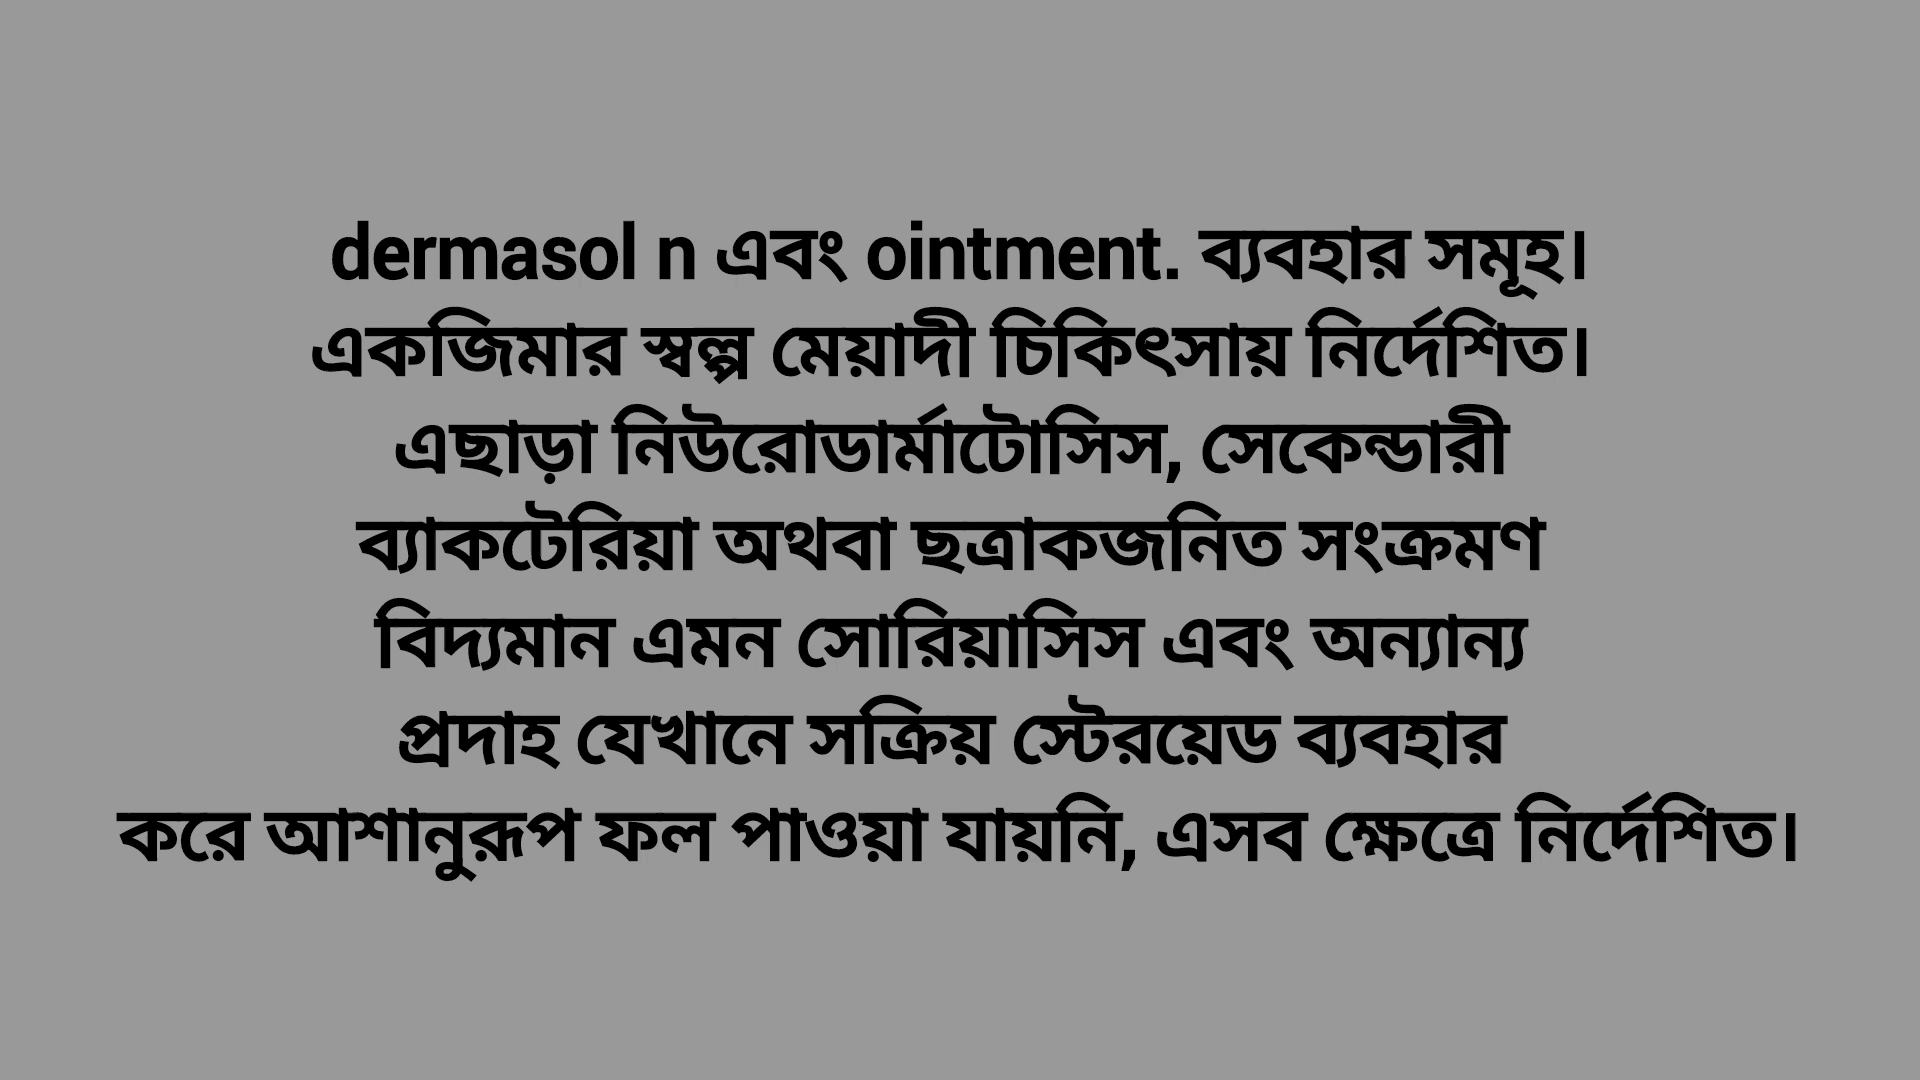 dermasol n এবং ointment. ব্যবহার সমূহ।
একজিমার স্বল্প মেয়াদী চিকিৎসায় নির্দেশিত।
এছাড়া নিউরোডার্মাটোসিস, সেকেন্ডারী
ব্যাকটেরিয়া অথবা ছত্রাকজনিত সংক্রমণ
বিদ্যমান এমন সোরিয়াসিস এবং অন্যান্য
প্রদাহ যেখানে সক্রিয় স্টেরয়েড ব্যবহার
করে আশানুরূপ ফল পাওয়া যায়নি, এসব ক্ষেত্রে নির্দেশিত।